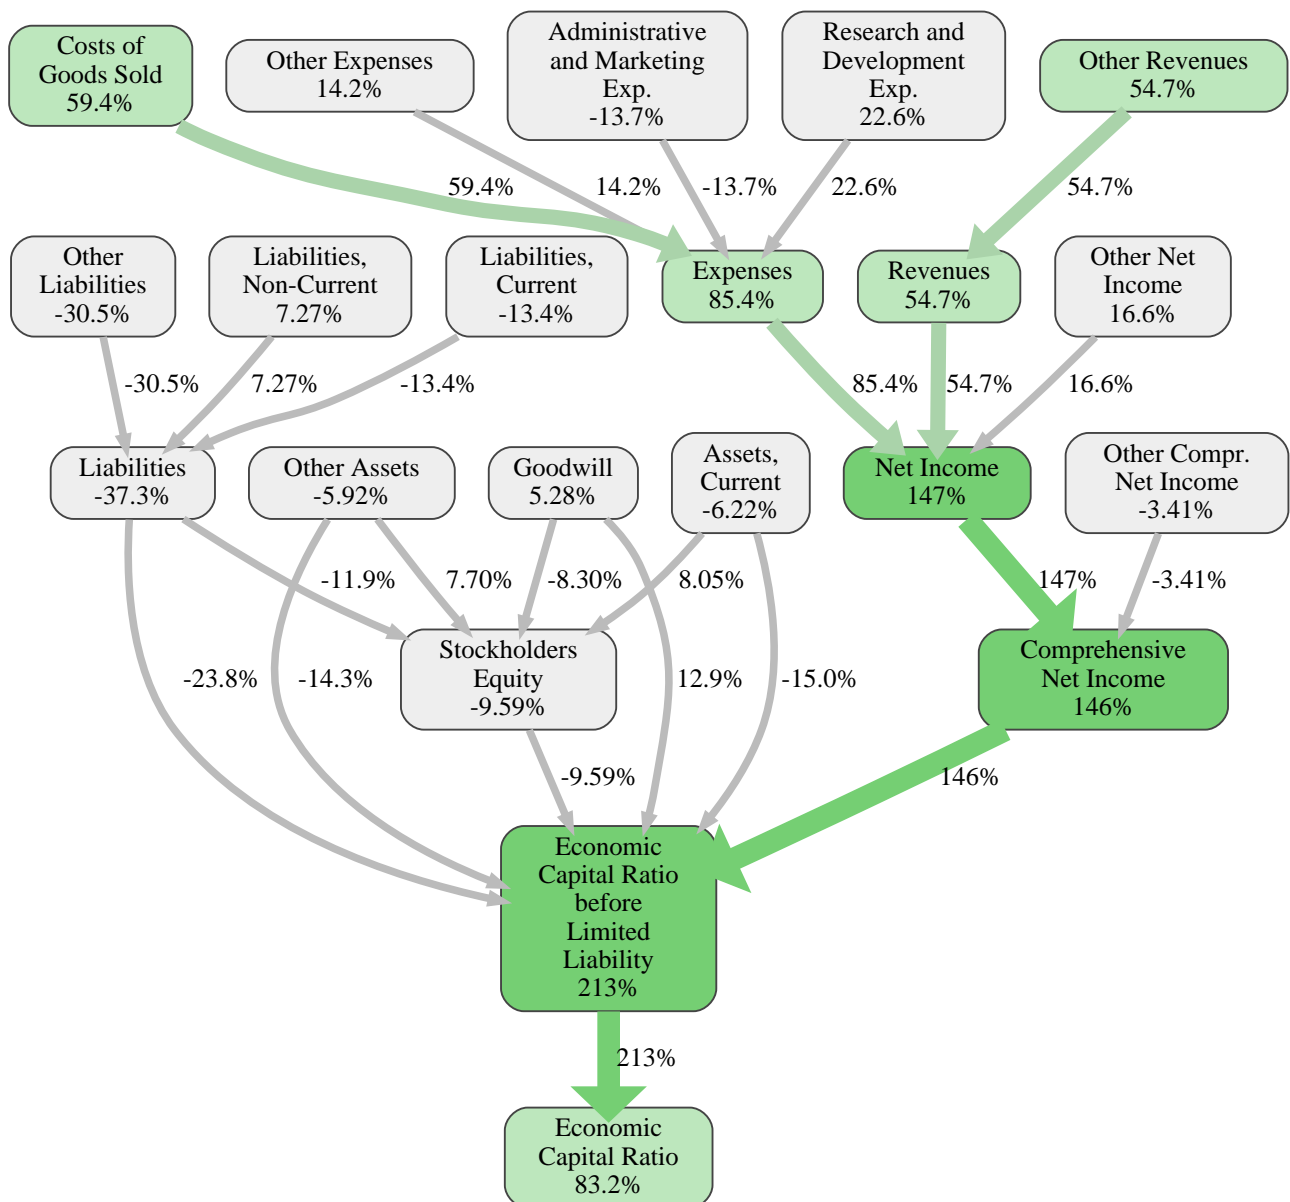 Costs of
Goods Sold
59.4%
Other Expenses
14.2%
Administrative
and Marketing
Exp.
-13.7%
Research and
Development
Exp.
22.6%
Other Revenues
54.7%
59.4%
14.2%
-13.7%
22.6%
54.7%
Other
Liabilities
-30.5%
Liabilities,
Non-Current
7.27%
Liabilities,
Current
-13.4%
Expenses
85.4%
Revenues
54.7%
Other Net
Income
16.6%
-30.5%
7.27%
-13.4%
85.4%
54.7%
16.6%
Liabilities
-37.3%
Other Assets
-5.92%
Goodwill
5.28%
Assets,
Current
-6.22%
Net Income
147%
Other Compr.
Net Income
-3.41%
-11.9%
7.70%
-8.30%
8.05%
147%
-3.41%
Stockholders
Equity
-9.59%
Comprehensive
Net Income
146%
-23.8%
-14.3%
12.9%
-15.0%
-9.59%
146%
Economic
Capital Ratio
before
Limited
Liability
213%
213%
Economic
Capital Ratio
83.2%